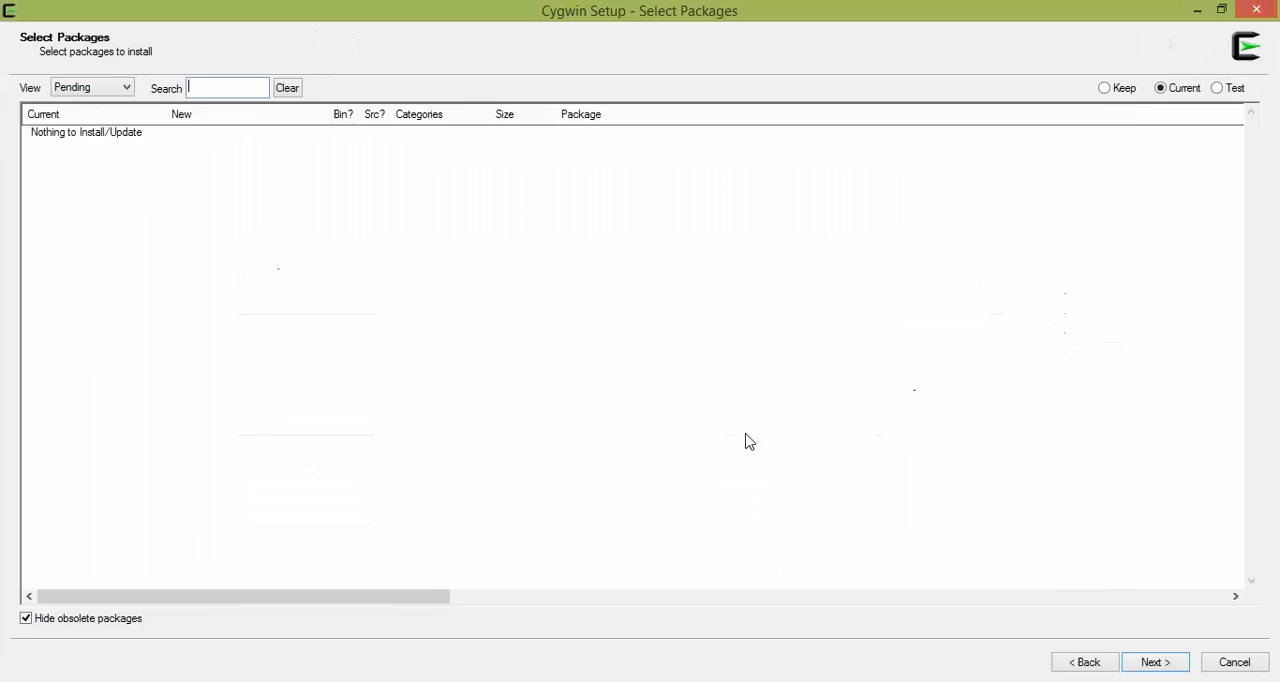 Cygwin Setup - Select Packages
Select Packages
Select packages to install
View Pending Search Clear Keep Current Test
Current New Bin? Src? Categories Size Package
Nothing to Install/Update
Hide obsolete packages
< Back Next > Cancel